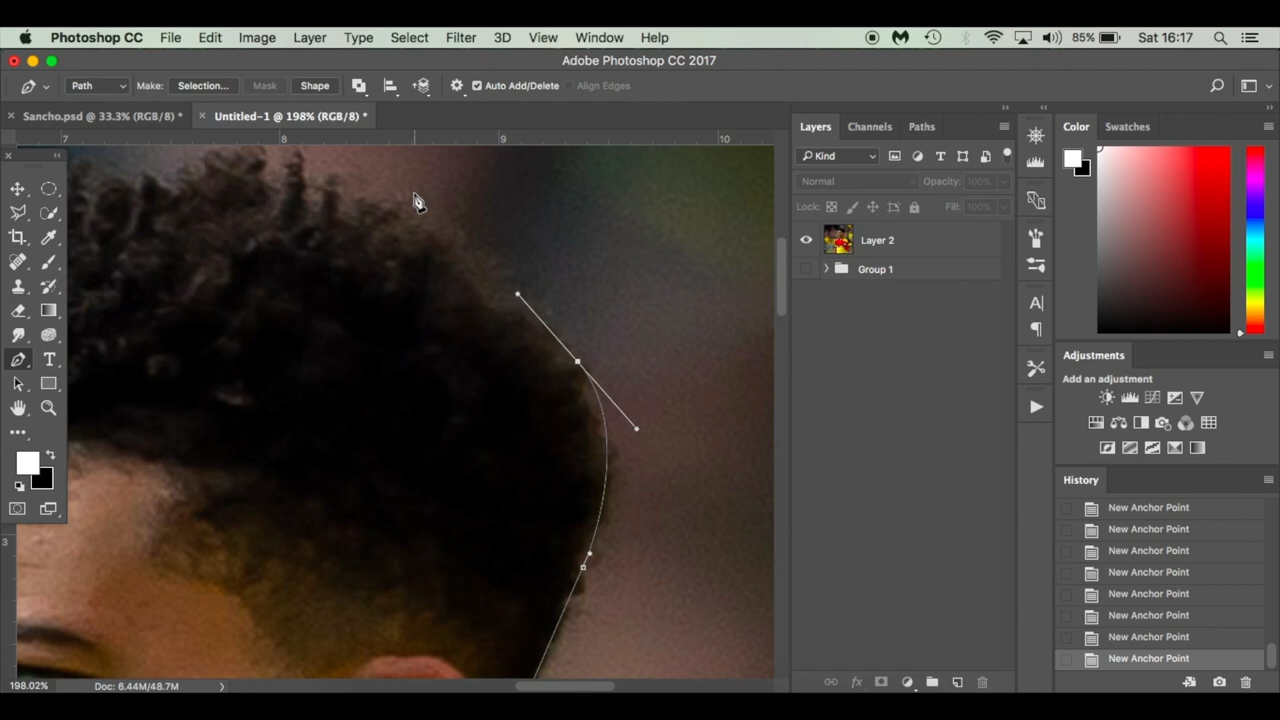 Photoshop CC File Edit Image Layer Type Select Filter 3D View Window Help 85% Sat 16:17
Adobe Photoshop CC 2017
Path Make: Selection... Mask Shape Auto Add/Delete Align Edges
Sancho.psd @ 33.3% (RGB/8) * Untitled-1 @ 198% (RGB/8) *
7 8 9 10
3
Layers Channels Paths
Kind
Normal Opacity: 100%
Lock: Fill: 100%
Layer 2
Group 1
Color Swatches
Adjustments
Add an adjustment
History
New Anchor Point
New Anchor Point
New Anchor Point
New Anchor Point
New Anchor Point
New Anchor Point
New Anchor Point
New Anchor Point
198.02% Doc: 6.44M/48.7M